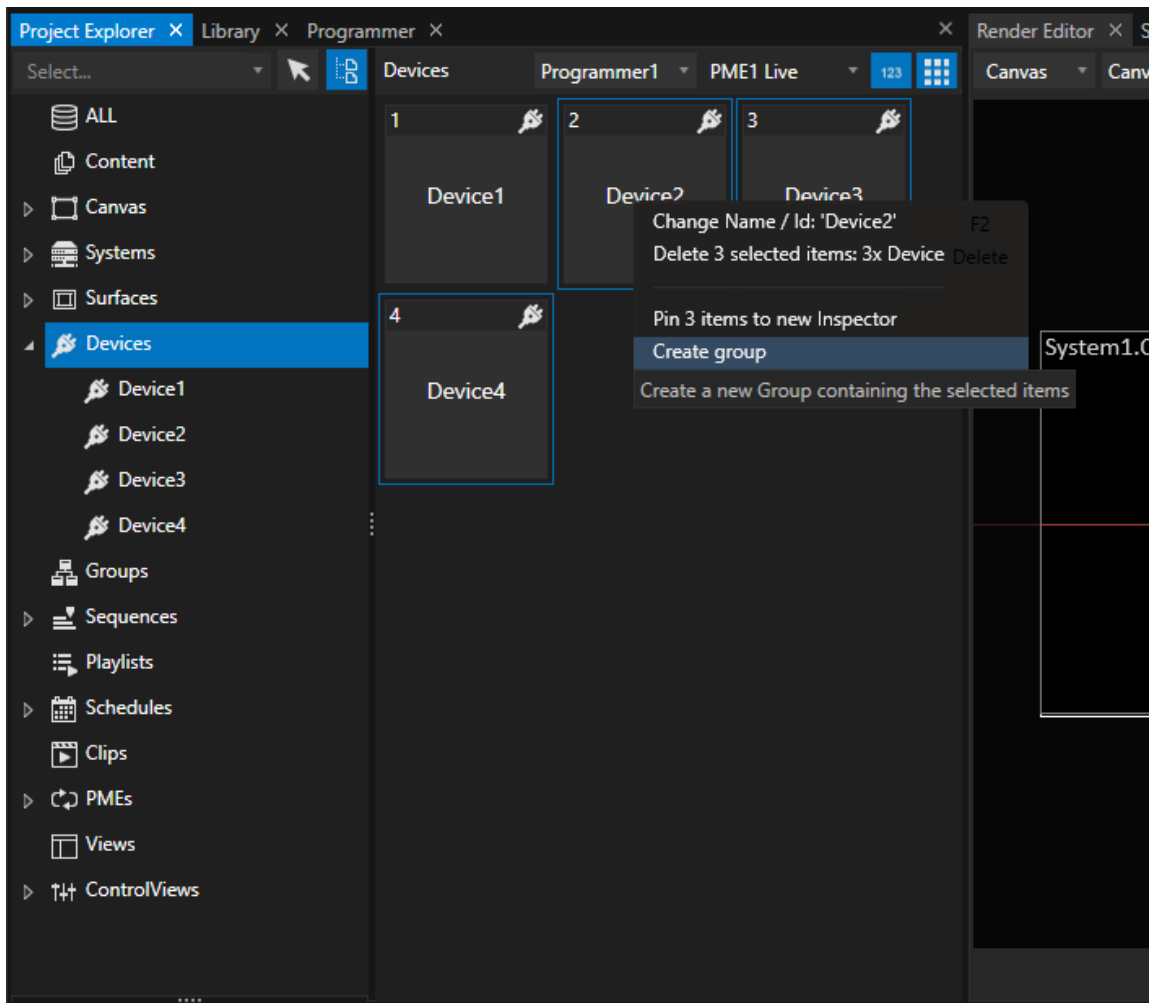 Project Explorer Library Programmer
Render Editor S
Select...
Devices Programmer1 PME1 Live 123
Canvas Canv
ALL
Content
Canvas
Systems
Surfaces
Devices
Device1
Device2
Device3
Device4
Groups
Sequences
Playlists
Schedules
Clips
PMEs
Views
ControlViews
1 2 3
Device1 Device2 Device3
4
Device4
Change Name / Id: 'Device2' F2
Delete 3 selected items: 3x Device Delete
Pin 3 items to new Inspector
Create group
Create a new Group containing the selected items
System1.